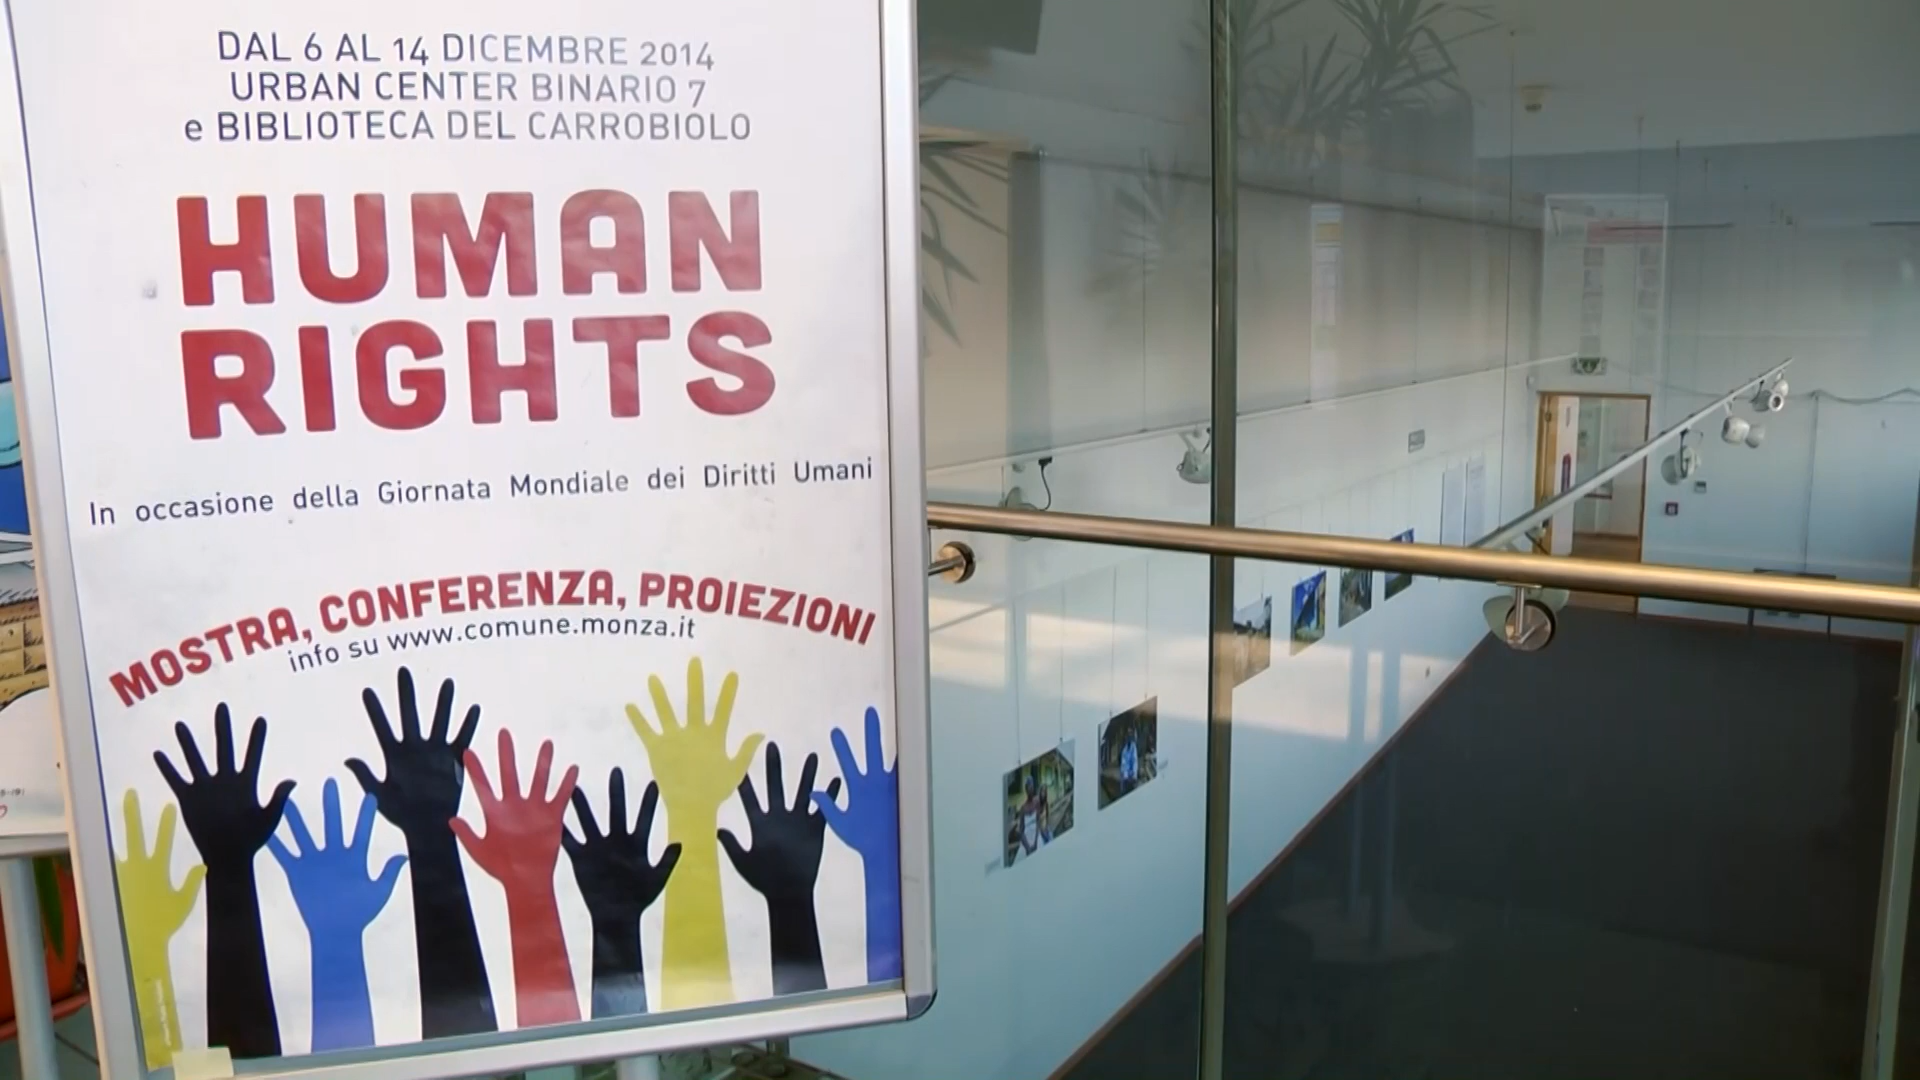 DAL 6 AL 14 DICEMBRE 2014
URBAN CENTER BINARIO 7
e BIBLIOTECA DEL CARROBIOLO
HUMAN
RIGHTS
In occasione della Giornata Mondiale dei Diritti Umani
MOSTRA, CONFERENZA, PROIEZIONI
info su www.comune.monza.it